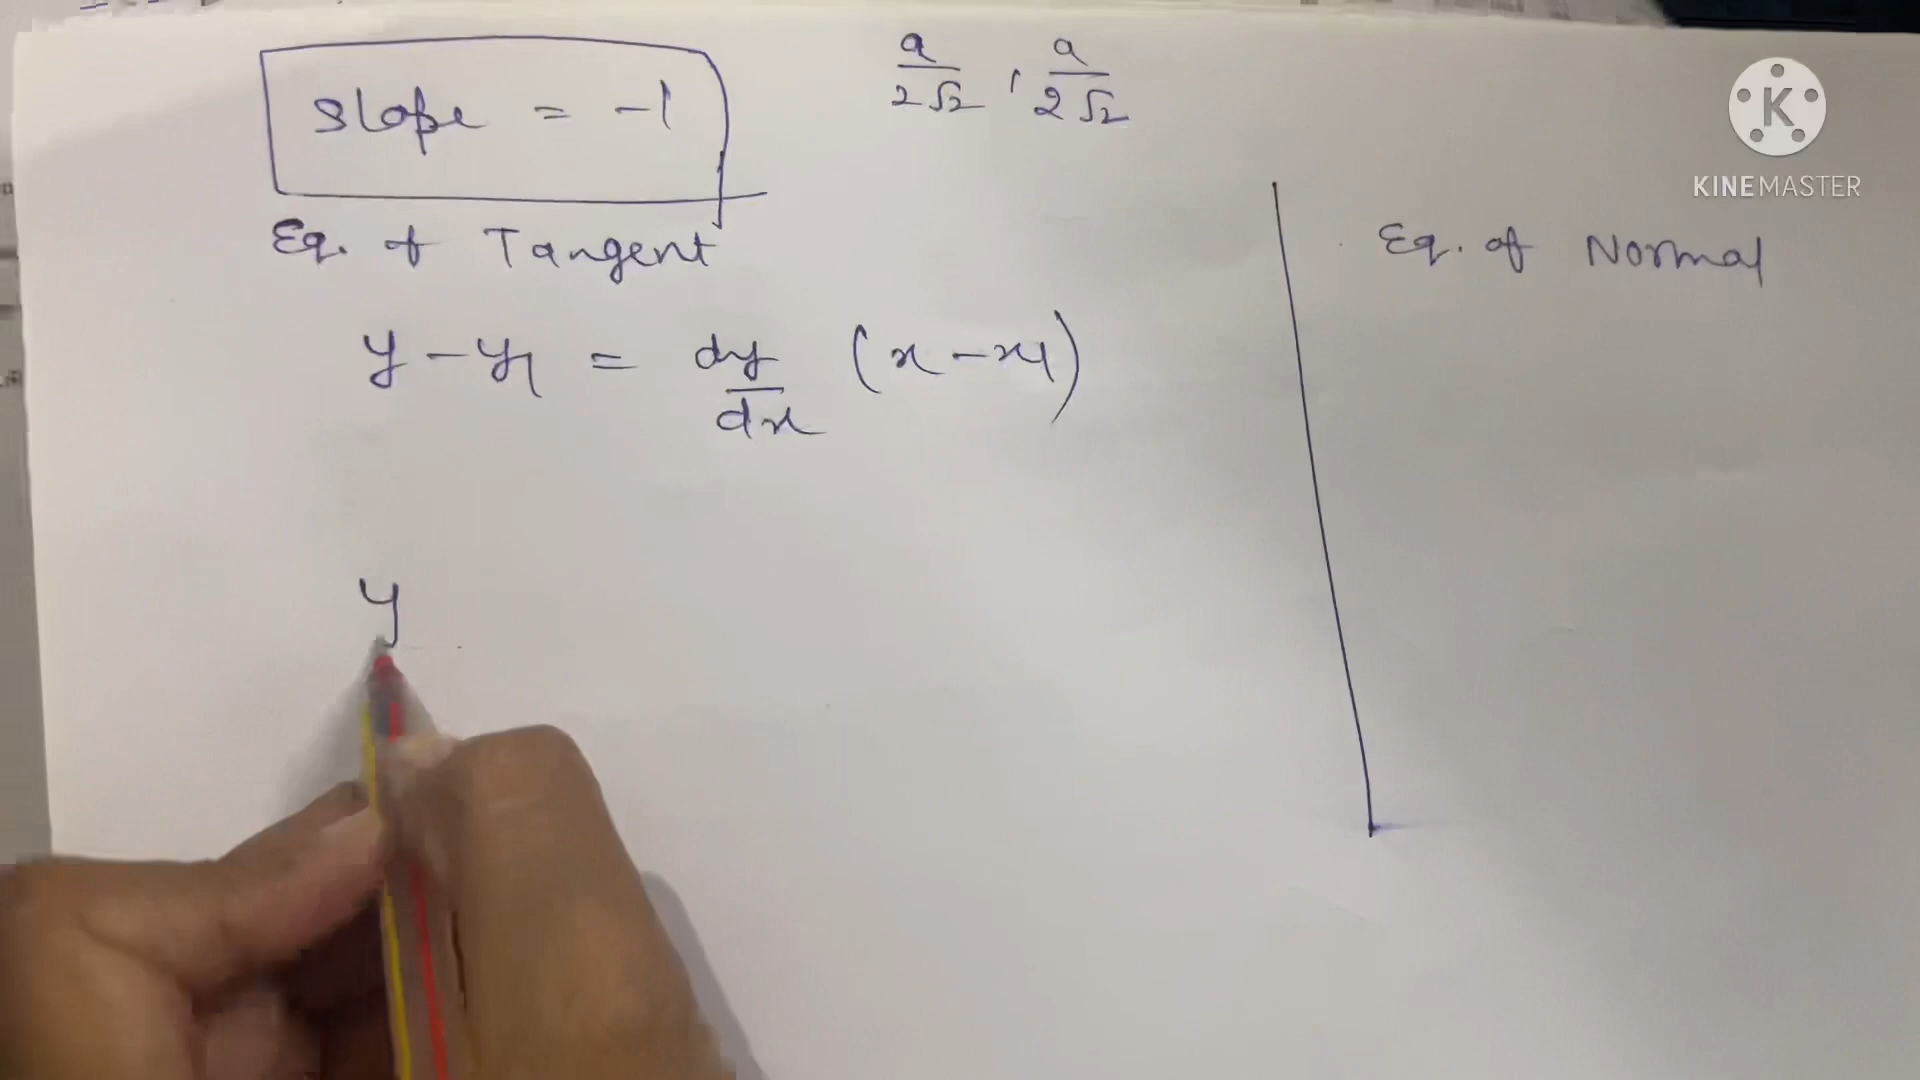 slope = -1
a/2√2 , a/2√2
K
KINEMASTER
Eq. of Tangent
Eq. of Normal
y - y1 = dy/dx (x - x1)
y